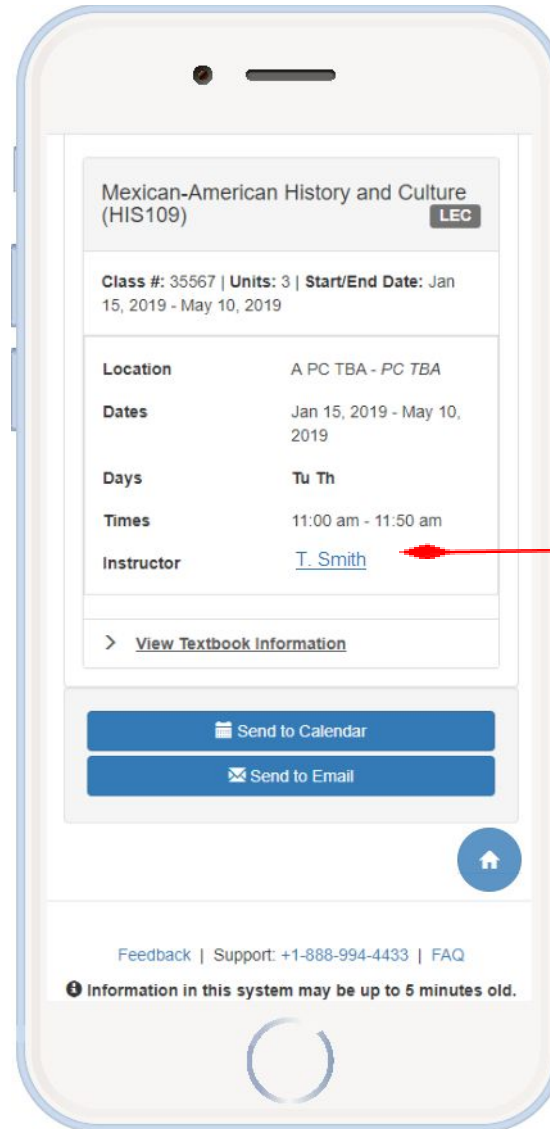 Mexican-American History and Culture
(HIS109) LEC
Class #: 35567 | Units: 3 | Start/End Date: Jan
15, 2019 - May 10, 2019
Location A PC TBA - PC TBA
Dates Jan 15, 2019 - May 10,
2019
Days Tu Th
Times 11:00 am - 11:50 am
Instructor T. Smith
> View Textbook Information
Send to Calendar
Send to Email
Feedback | Support: +1-888-994-4433 | FAQ
Information in this system may be up to 5 minutes old.